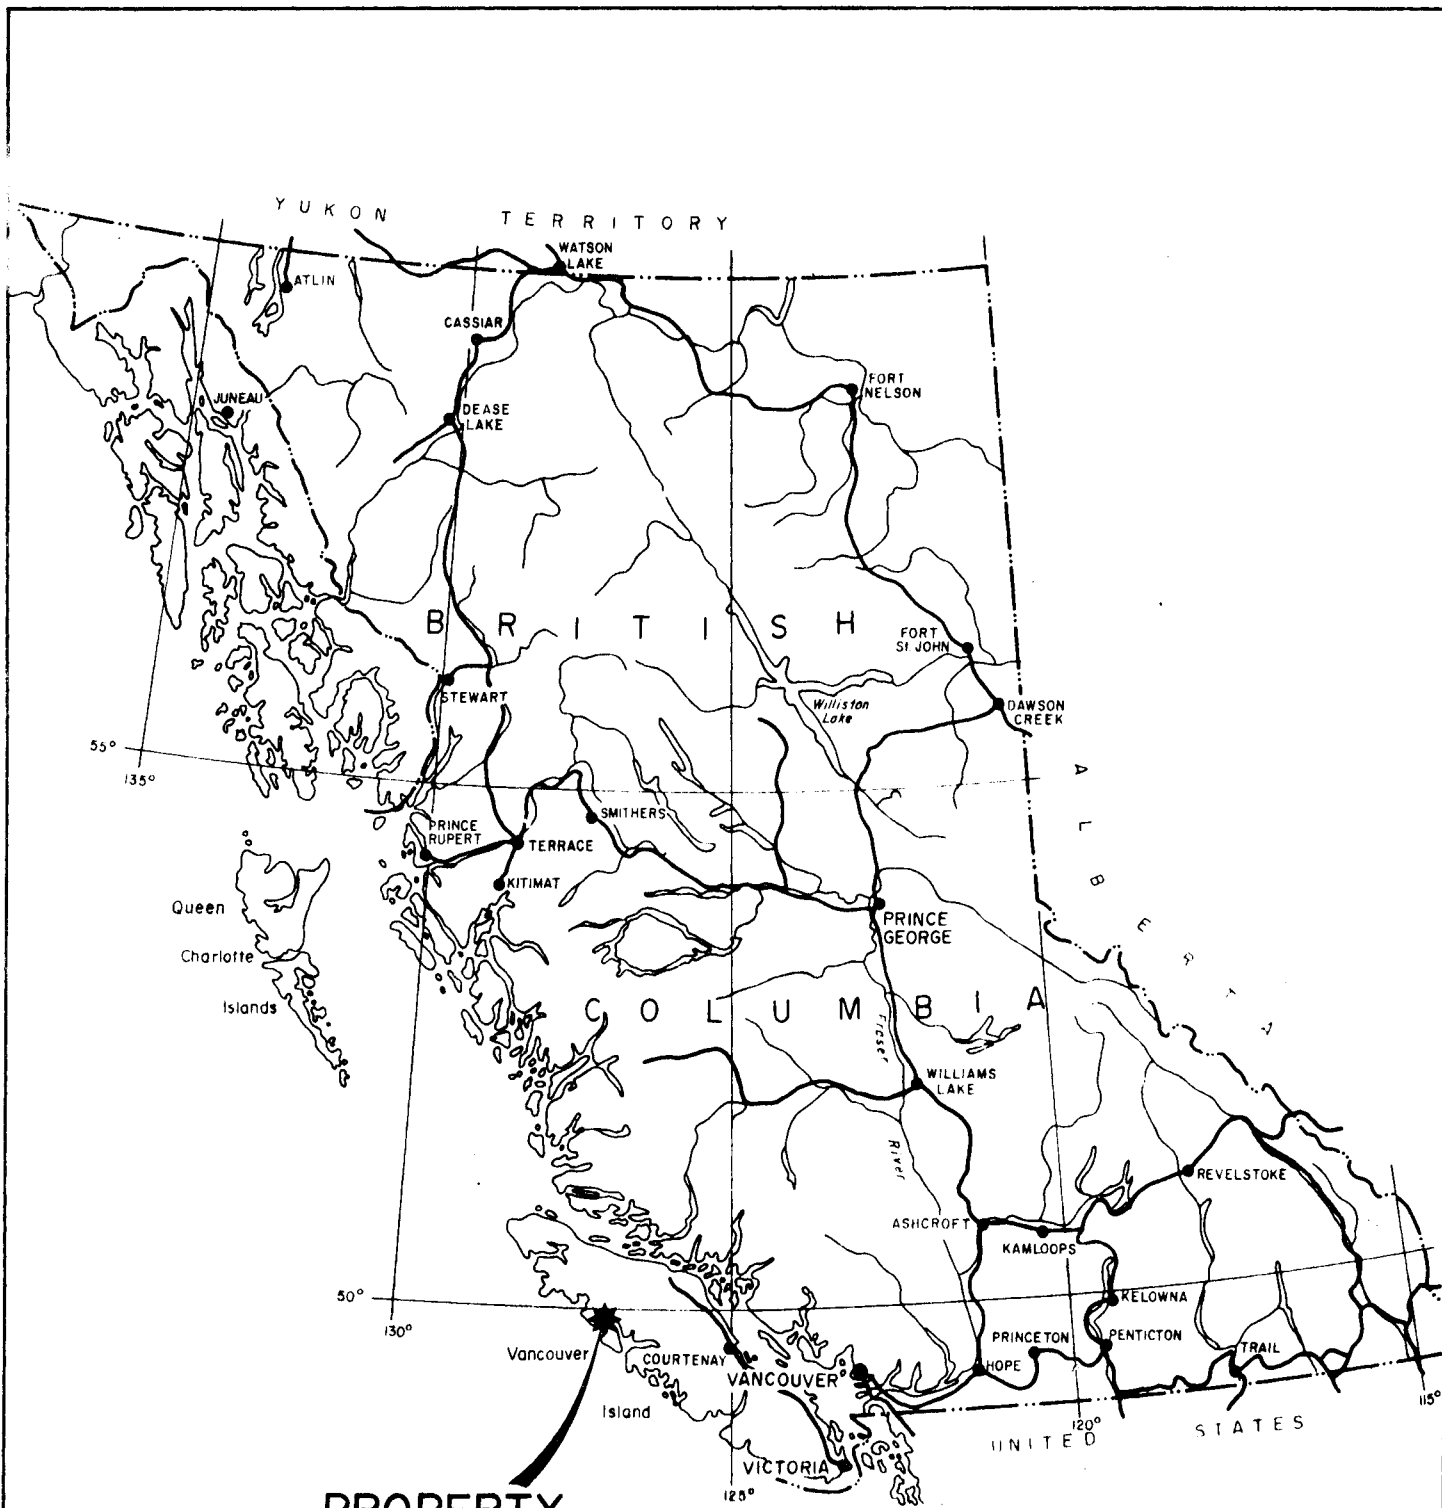 YUKON TERRITORY
WATSON
LAKE
ATLIN
CASSIAR
FORT
NELSON
JUNEAU
DEASE
LAKE
BRITISH
FORT
St. JOHN
STEWART
Williston
Lake
DAWSON
CREEK
55°
135°
ALBERTA
PRINCE
RUPERT
SMITHERS
TERRACE
KITIMAT
Queen
Charlotte
Islands
PRINCE
GEORGE
COLUMBIA
Fraser
River
WILLIAMS
LAKE
REVELSTOKE
ASHCROFT
KAMLOOPS
50°
130°
KELOWNA
Vancouver
Island
COURTENAY
VANCOUVER
PRINCETON
PENTICTON
HOPE
TRAIL
120°
115°
UNITED STATES
VICTORIA
125°
PROPERTY